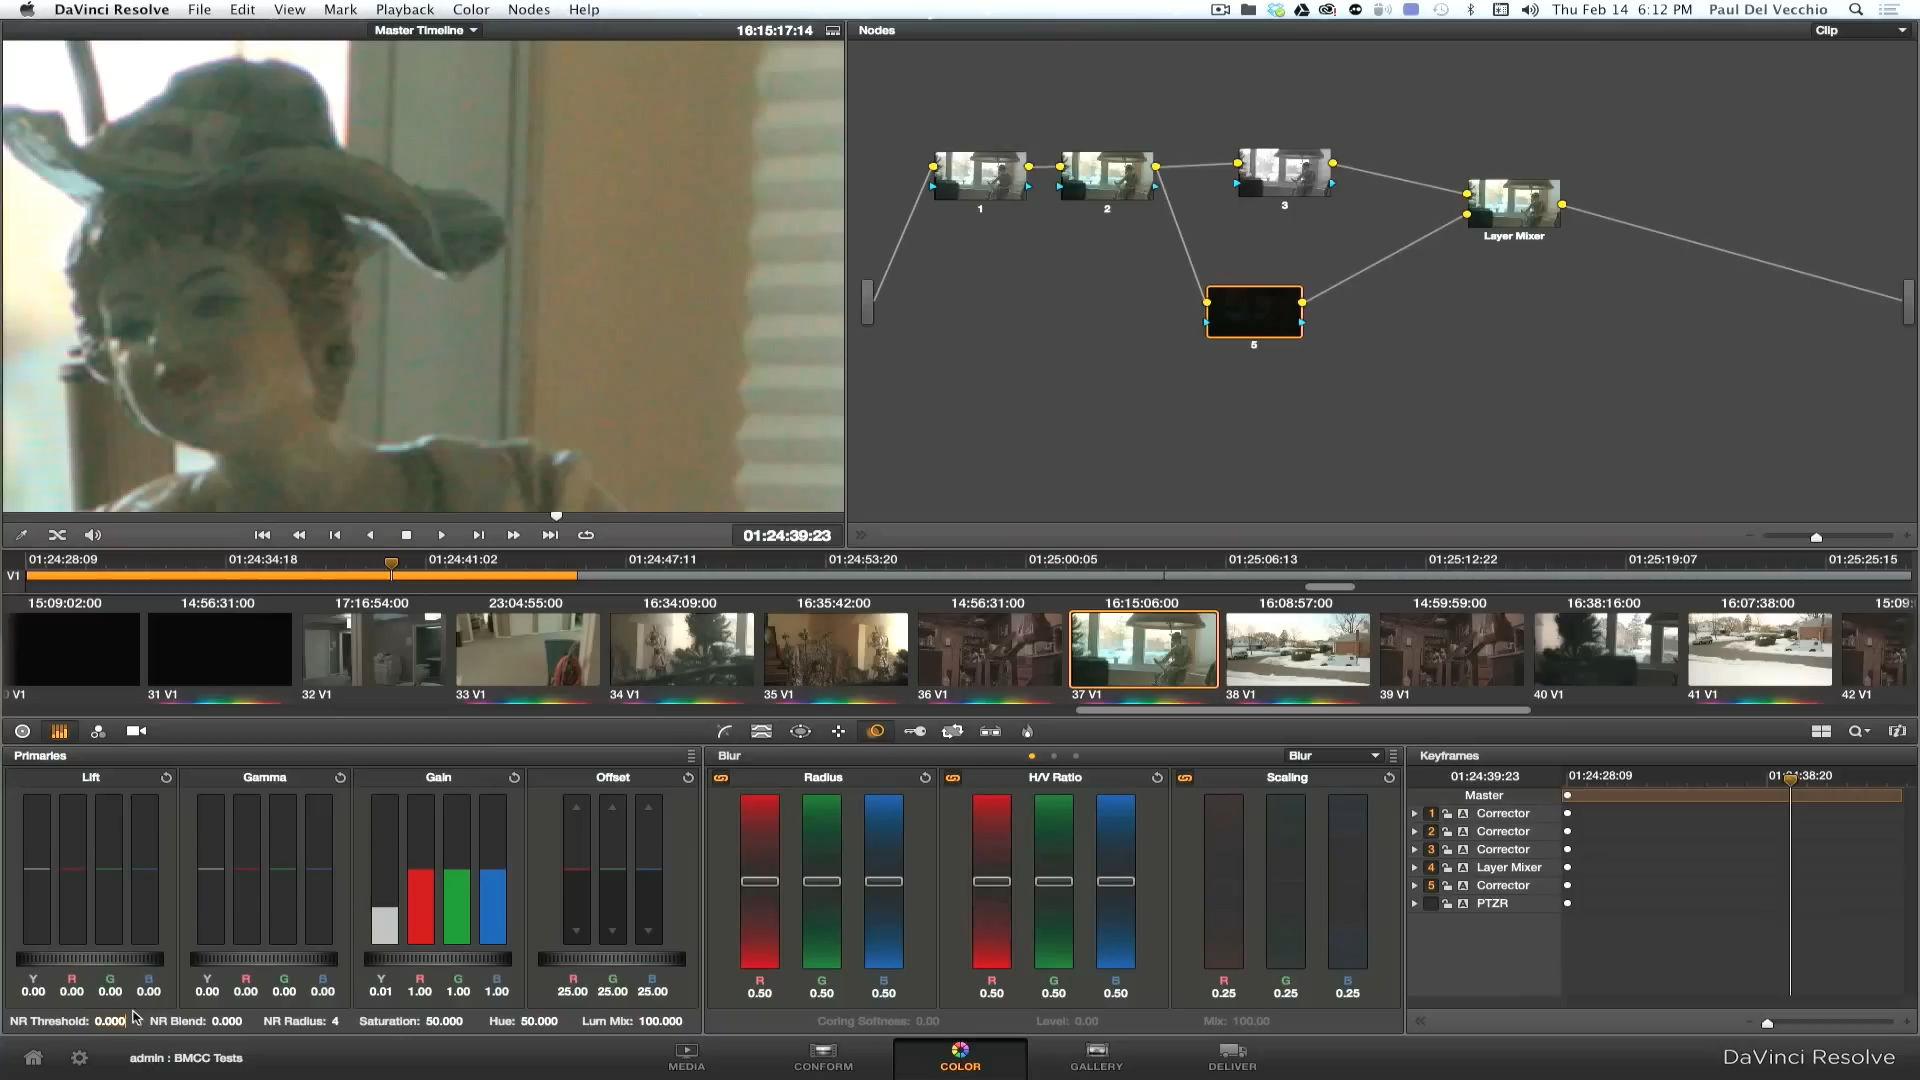 DaVinci Resolve File Edit View Mark Playback Color Nodes Help Thu Feb 14 6:12 PM Paul Del Vecchio
Master Timeline 16:15:17:14 Nodes Clip
1 2 3
Layer Mixer
5
01:24:39:23
01:24:28:09 01:24:34:18 01:24:41:02 01:24:47:11 01:24:53:20 01:25:00:05 01:25:06:13 01:25:12:22 01:25:19:07 01:25:25:15
V1
15:09:02:00 14:56:31:00 17:16:54:00 23:04:55:00 16:34:09:00 16:35:42:00 14:56:31:00 16:15:06:00 16:08:57:00 14:59:59:00 16:38:16:00 16:07:38:00 15:09:
V1 31 V1 32 V1 33 V1 34 V1 35 V1 36 V1 37 V1 38 V1 39 V1 40 V1 41 V1 42 V1
Primaries Blur Blur Keyframes
Lift Gamma Gain Offset Radius H/V Ratio Scaling 01:24:39:23 01:24:28:09
Master
1 A Corrector
2 A Corrector
3 A Corrector
4 A Layer Mixer
5 A Corrector
A PTZR
Y R G B Y R G B Y R G B R G B R G B R G B R G B
0.00 0.00 0.00 0.00 0.00 0.00 0.00 0.00 0.01 1.00 1.00 1.00 25.00 25.00 25.00 0.50 0.50 0.50 0.50 0.50 0.50 0.25 0.25 0.25
NR Threshold: 0.000 NR Blend: 0.000 NR Radius: 4 Saturation: 50.000 Hue: 50.000 Lum Mix: 100.000 Coring Softness: 0.00 Level: 0.00 Mix: 100.00
admin : BMCC Tests MEDIA CONFORM COLOR GALLERY DELIVER DaVinci Resolve